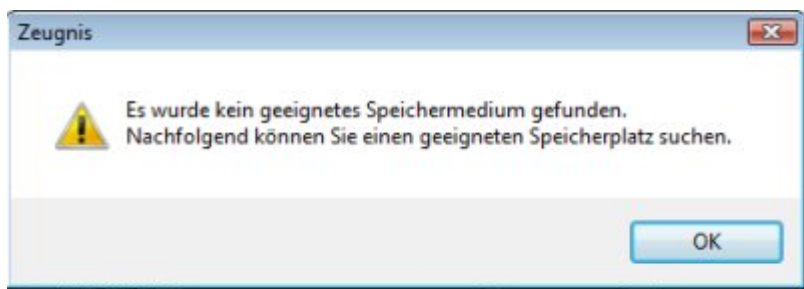 Zeugnis
Es wurde kein geeignetes Speichermedium gefunden.
Nachfolgend können Sie einen geeigneten Speicherplatz suchen.
OK